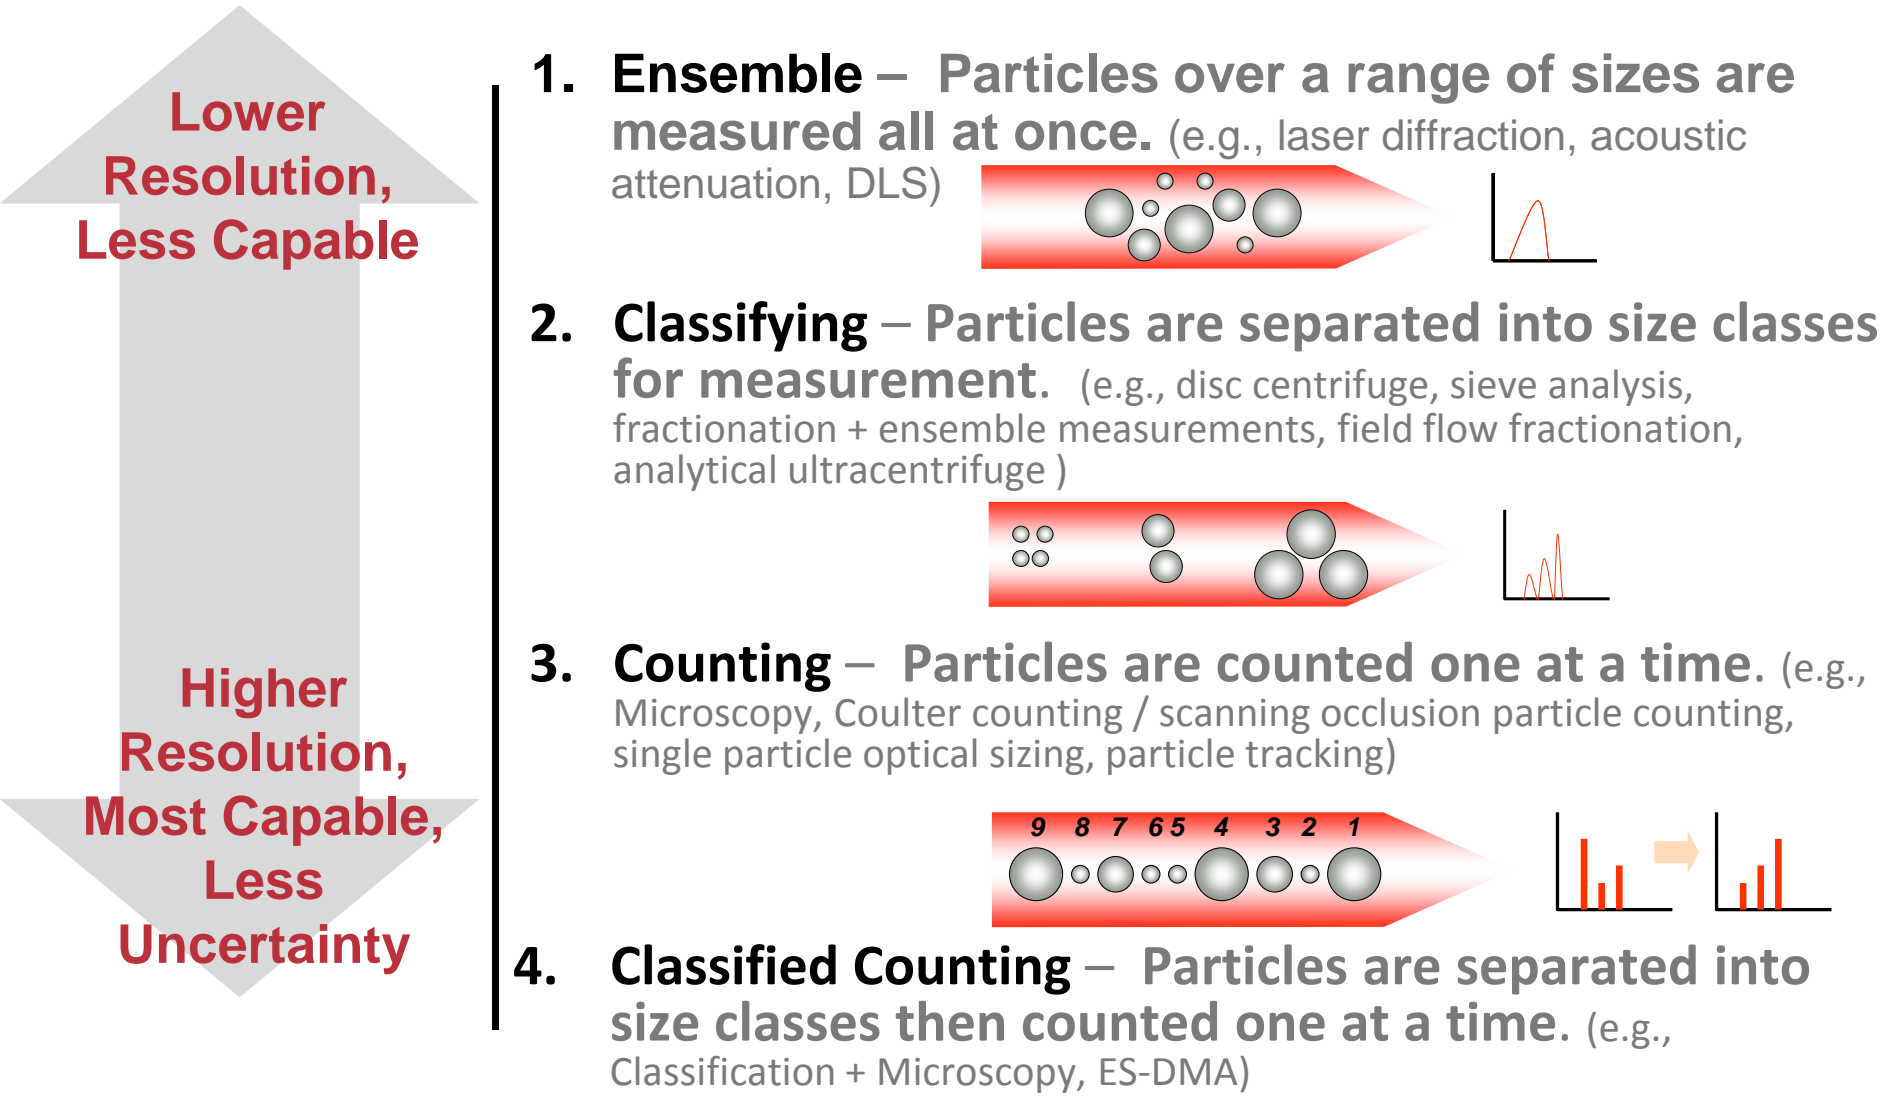 Lower
Resolution,
Less Capable
Higher
Resolution,
Most Capable,
Less
Uncertainty
1. Ensemble – Particles over a range of sizes are
measured all at once. (e.g., laser diffraction, acoustic
attenuation, DLS)
2. Classifying – Particles are separated into size classes
for measurement. (e.g., disc centrifuge, sieve analysis,
fractionation + ensemble measurements, field flow fractionation,
analytical ultracentrifuge )
3. Counting – Particles are counted one at a time. (e.g.,
Microscopy, Coulter counting / scanning occlusion particle counting,
single particle optical sizing, particle tracking)
9 8 7 6 5 4 3 2 1
4. Classified Counting – Particles are separated into
size classes then counted one at a time. (e.g.,
Classification + Microscopy, ES-DMA)